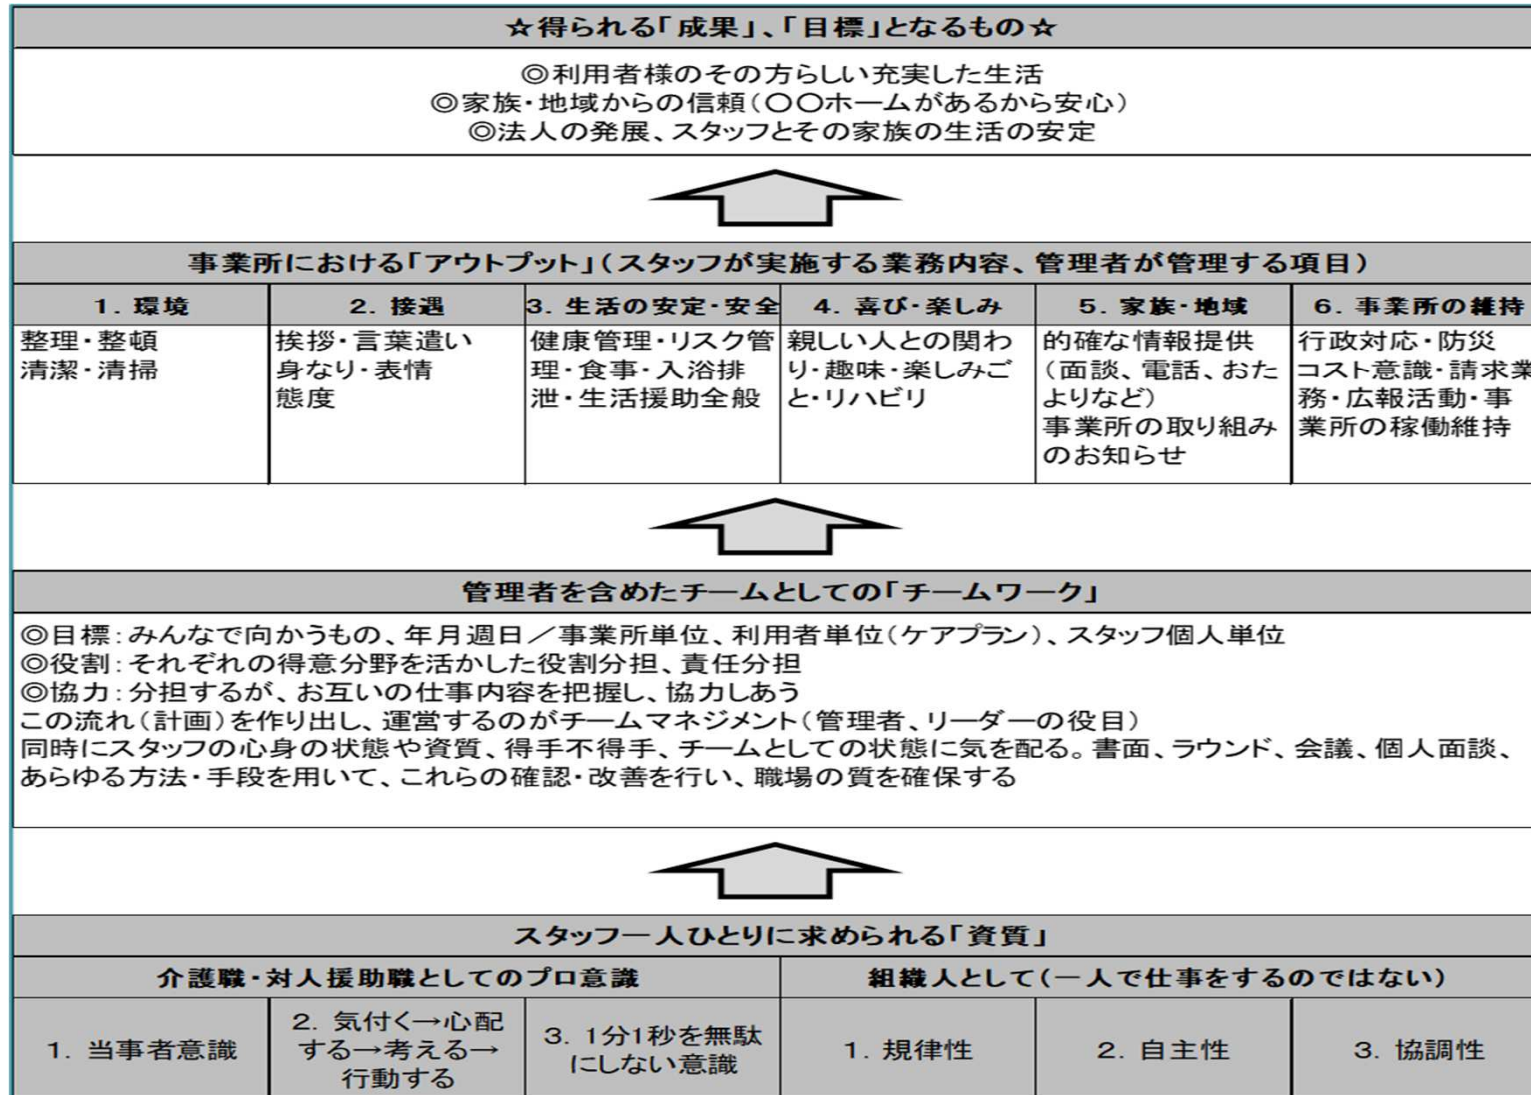 ☆得られる「成果」、「目標」となるもの☆
◎利用者様のその方らしい充実した生活
◎家族・地域からの信頼（〇〇ホームがあるから安心）
◎法人の発展、スタッフとその家族の生活の安定
事業所における「アウトプット」（スタッフが実施する業務内容、管理者が管理する項目）
1．環境
整理・整頓
清潔・清掃
2．接遇
挨拶・言葉遣い
身なり・表情
態度
3．生活の安定・安全
健康管理・リスク管
理・食事・入浴排
泄・生活援助全般
4．喜び・楽しみ
親しい人との関わ
り・趣味・楽しみご
と・リハビリ
5．家族・地域
的確な情報提供
（面談、電話、おた
よりなど）
事業所の取り組み
のお知らせ
6．事業所の維持
行政対応・防災
コスト意識・請求業
務・広報活動・事
業所の稼働維持
管理者を含めたチームとしての「チームワーク」
◎目標：みんなで向かうもの、年月週日／事業所単位、利用者単位（ケアプラン）、スタッフ個人単位
◎役割：それぞれの得意分野を活かした役割分担、責任分担
◎協力：分担するが、お互いの仕事内容を把握し、協力しあう
この流れ（計画）を作り出し、運営するのがチームマネジメント（管理者、リーダーの役目）
同時にスタッフの心身の状態や資質、得手不得手、チームとしての状態に気を配る。書面、ラウンド、会議、個人面談、
あらゆる方法・手段を用いて、これらの確認・改善を行い、職場の質を確保する
スタッフ一人ひとりに求められる「資質」
介護職・対人援助職としてのプロ意識
組織人として（一人で仕事をするのではない）
1．当事者意識
2．気付く→心配
する→考える→
行動する
3．1分1秒を無駄
にしない意識
1．規律性
2．自主性
3．協調性